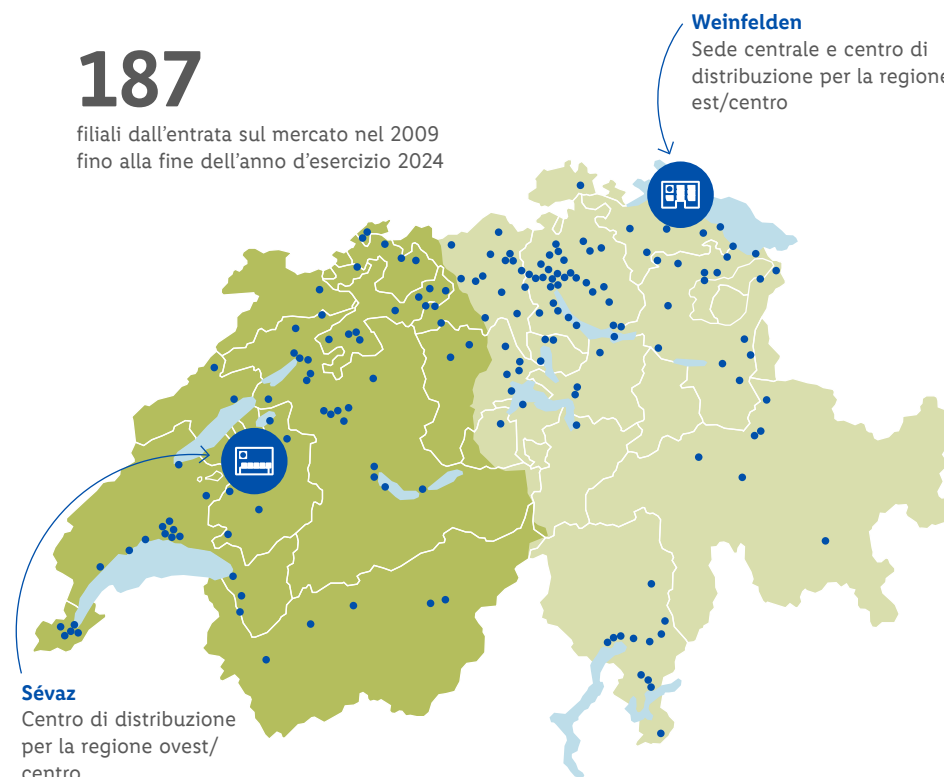 187
filiali dall'entrata sul mercato nel 2009
fino alla fine dell'anno d'esercizio 2024
Weinfelden
Sede centrale e centro di
distribuzione per la regione
est/centro
Sévaz
Centro di distribuzione
per la regione ovest/
centro